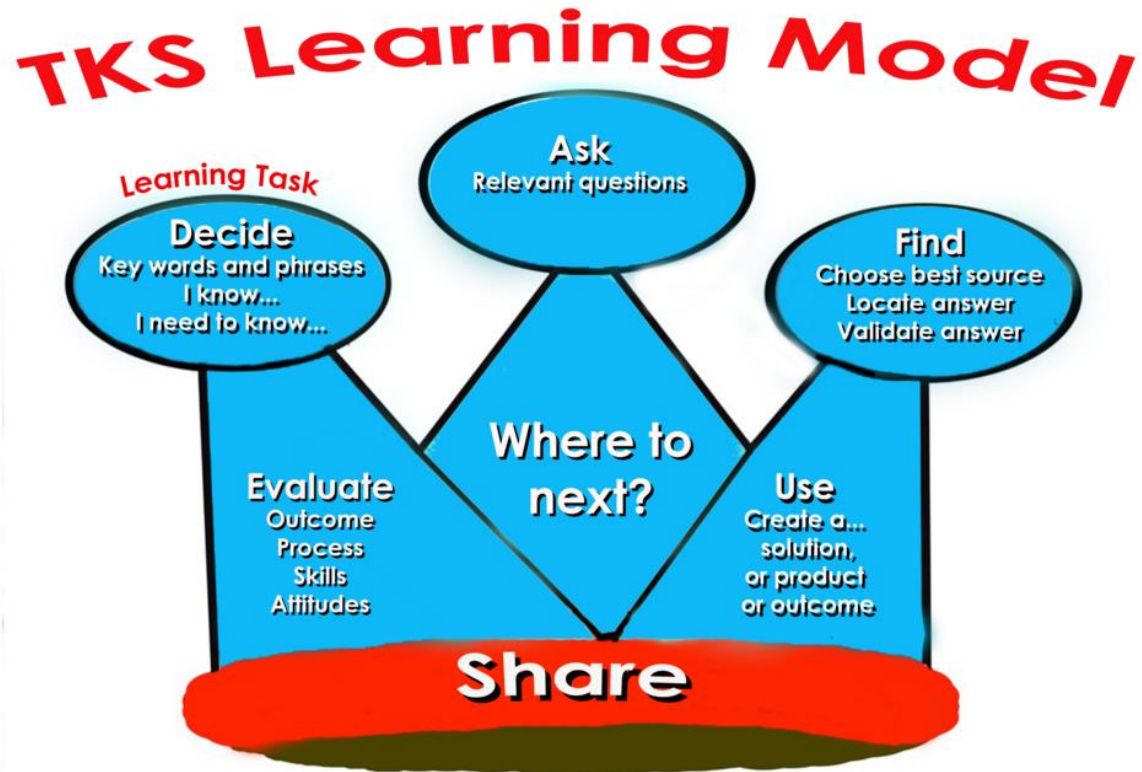 TKS Learning Model
Learning Task
Decide
Key words and phrases
I know...
I need to know...
Ask
Relevant questions
Find
Choose best source
Locate answer
Validate answer
Where to
next?
Evaluate
Outcome
Process
Skills
Attitudes
Use
Create a...
solution,
or product
or outcome
Share